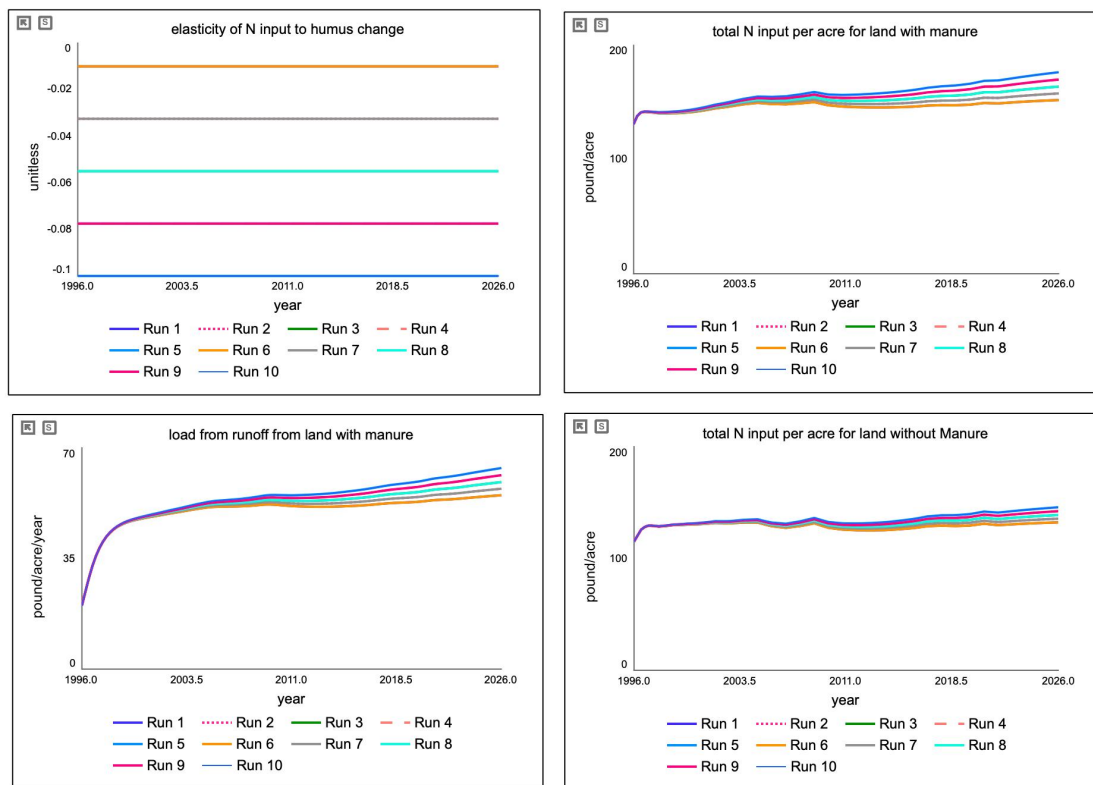 S
elasticity of N input to humus change
0
-0.02
-0.04
-0.06
-0.08
-0.1
unitless
1996.0 2003.5 2011.0 2018.5 2026.0
year
Run 1 Run 2 Run 3 Run 4
Run 5 Run 6 Run 7 Run 8
Run 9 Run 10
S
total N input per acre for land with manure
200
100
0
pound/acre
1996.0 2003.5 2011.0 2018.5 2026.0
year
Run 1 Run 2 Run 3 Run 4
Run 5 Run 6 Run 7 Run 8
Run 9 Run 10
S
load from runoff from land with manure
70
35
0
pound/acre/year
1996.0 2003.5 2011.0 2018.5 2026.0
year
Run 1 Run 2 Run 3 Run 4
Run 5 Run 6 Run 7 Run 8
Run 9 Run 10
S
total N input per acre for land without Manure
200
100
0
pound/acre
1996.0 2003.5 2011.0 2018.5 2026.0
year
Run 1 Run 2 Run 3 Run 4
Run 5 Run 6 Run 7 Run 8
Run 9 Run 10